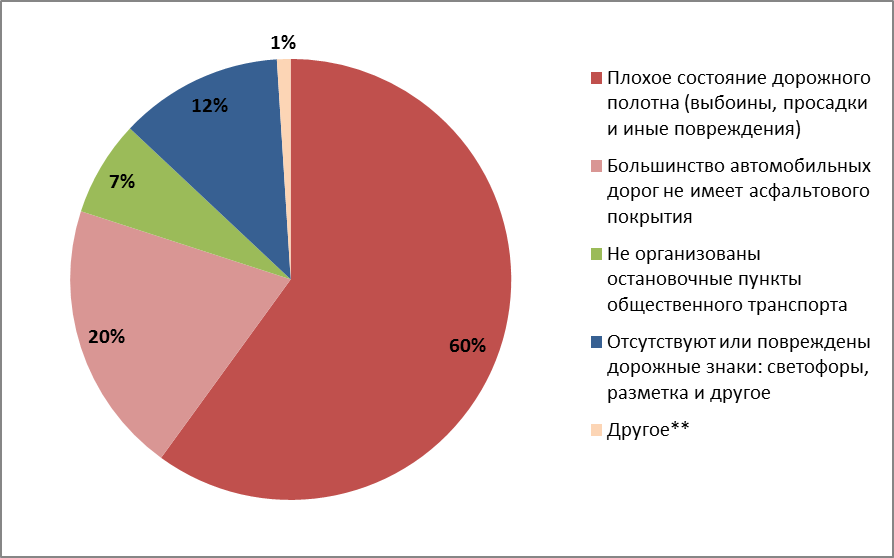 1%
12%
7%
20%
60%
Плохое состояние дорожного
полотна (выбоины, просадки
и иные повреждения)
Большинство автомобильных
дорог не имеет асфальтового
покрытия
Не организованы
остановочные пункты
общественного транспорта
Отсутствуют или повреждены
дорожные знаки: светофоры,
разметка и другое
Другое**